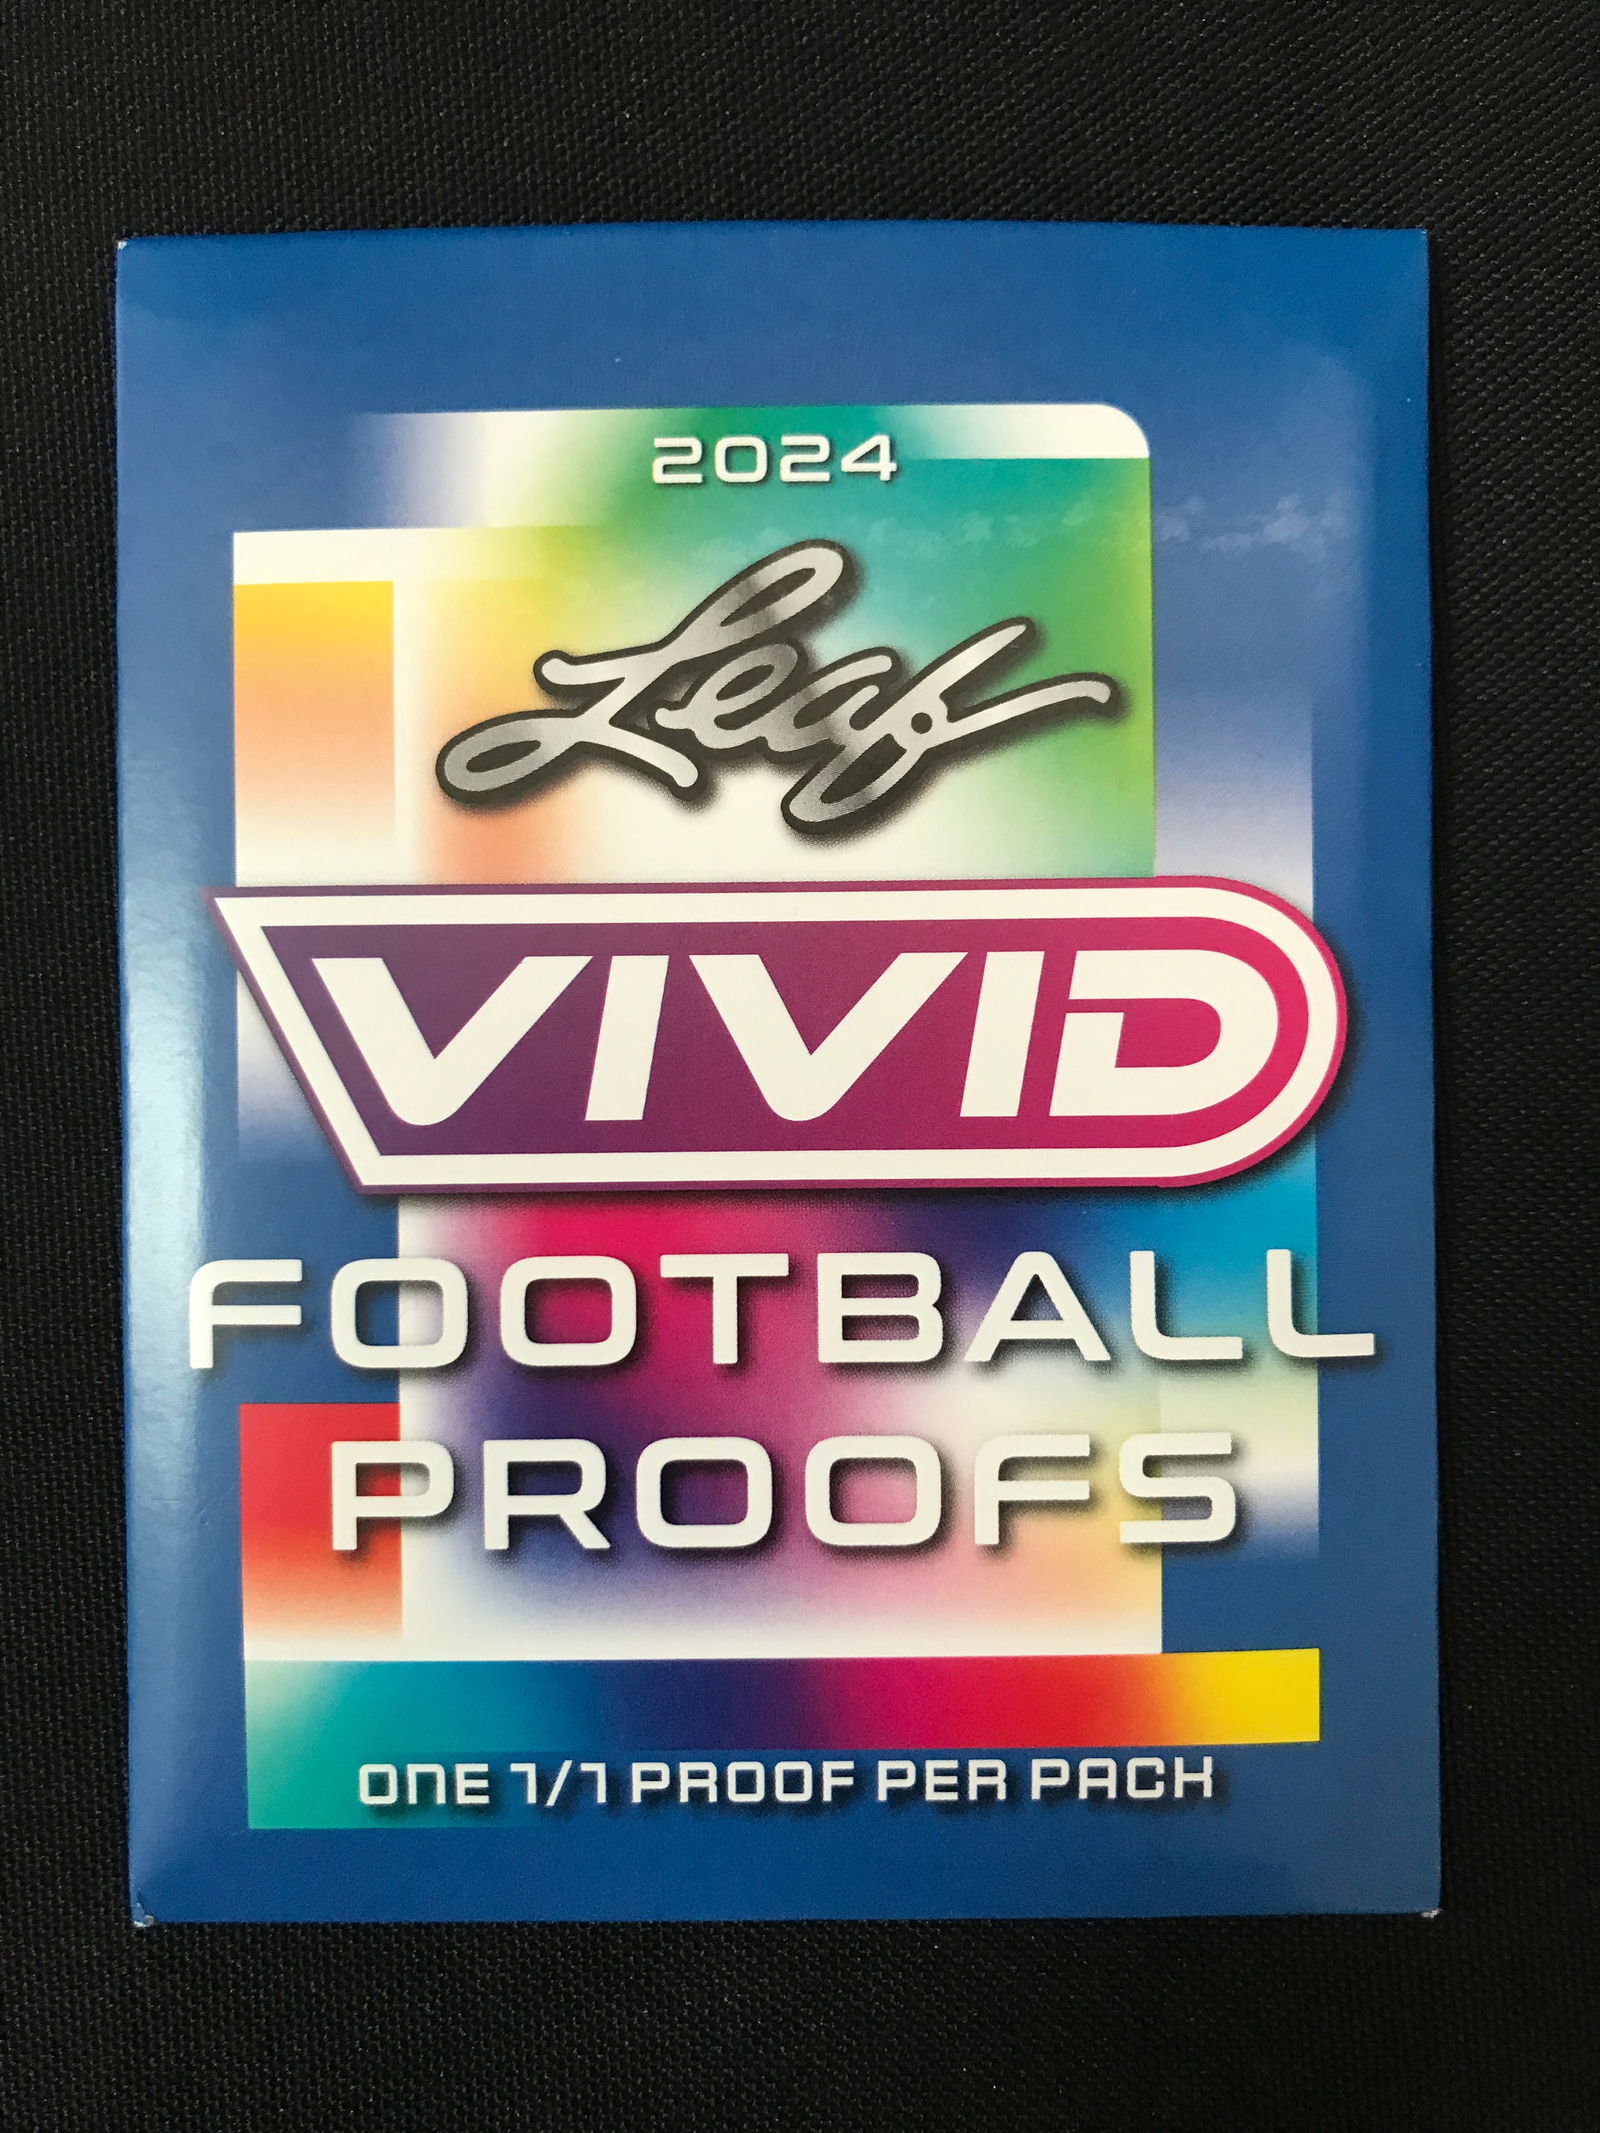 2024
Leaf
VIVID
FOOTBALL
PROOFS
ONE 1/1 PROOF PER PACK